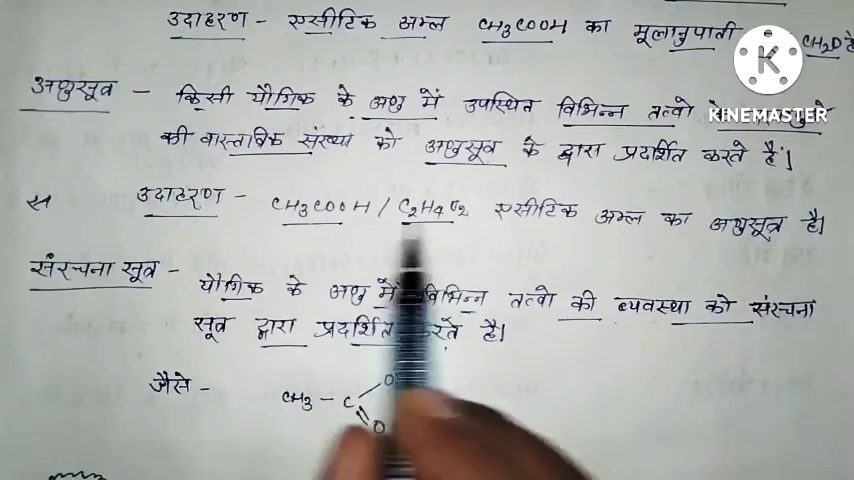 उदाहरण - एसीटिक अम्ल CH3COOH का मूलानुपाती CH2O है
KINEMASTER
अणुसूत्र - किसी यौगिक के अणु में उपस्थित विभिन्न तत्वो
की वास्तविक संख्या को अणुसूत्र के द्वारा प्रदर्शित करते हैं।
उदाहरण - CH3COOH / C2H4O2 एसीटिक अम्ल का अणुसूत्र है।
संरचना सूत्र - यौगिक के अणु में विभिन्न तत्वो की व्यवस्था को संरचना
सूत्र द्वारा प्रदर्शित करते है।
जैसे - CH3 - C
O